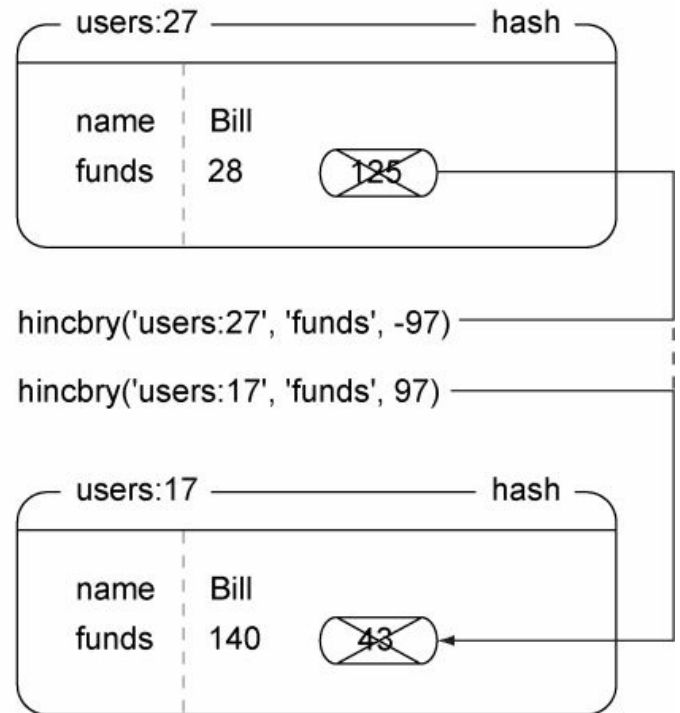 users:27 hash
name Bill
funds 28 125
hincbry('users:27', 'funds', -97)
hincbry('users:17', 'funds', 97)
users:17 hash
name Bill
funds 140 43